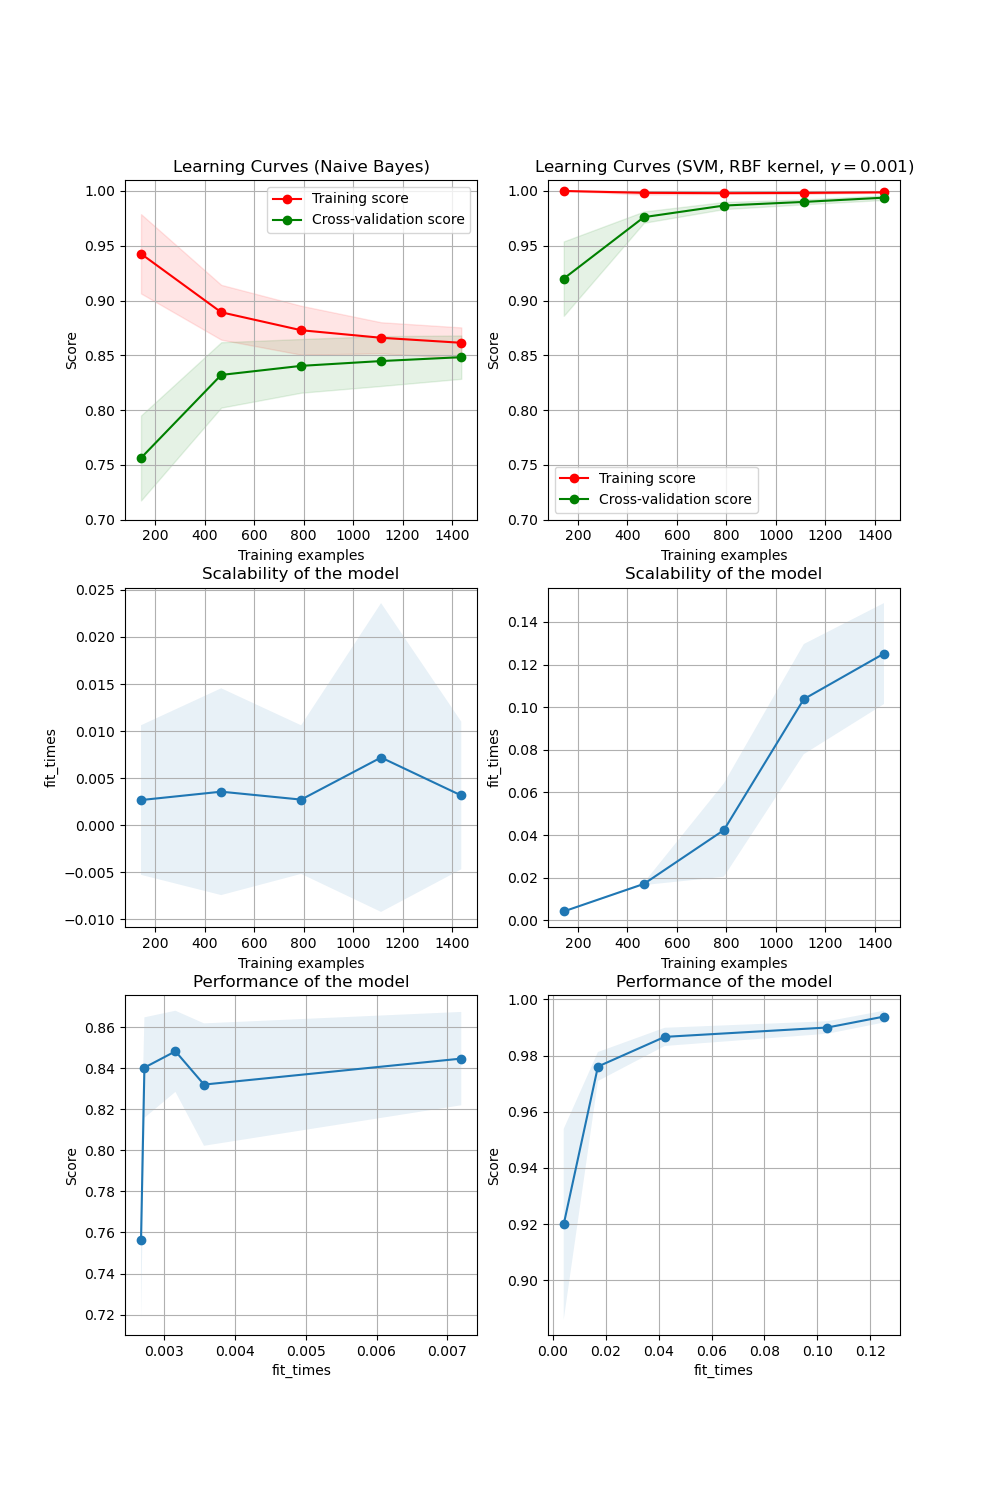 Learning Curves (Naive Bayes)
Score
1.00
0.95
0.90
0.85
0.80
0.75
0.70
Training score
Cross-validation score
200 400 600 800 1000 1200 1400
Training examples
Learning Curves (SVM, RBF kernel, γ = 0.001)
Score
1.00
0.95
0.90
0.85
0.80
0.75
0.70
Training score
Cross-validation score
200 400 600 800 1000 1200 1400
Training examples
Scalability of the model
fit_times
0.025
0.020
0.015
0.010
0.005
0.000
−0.005
−0.010
200 400 600 800 1000 1200 1400
Training examples
Scalability of the model
fit_times
0.14
0.12
0.10
0.08
0.06
0.04
0.02
0.00
200 400 600 800 1000 1200 1400
Training examples
Performance of the model
Score
0.86
0.84
0.82
0.80
0.78
0.76
0.74
0.72
0.003 0.004 0.005 0.006 0.007
fit_times
Performance of the model
Score
1.00
0.98
0.96
0.94
0.92
0.90
0.00 0.02 0.04 0.06 0.08 0.10 0.12
fit_times